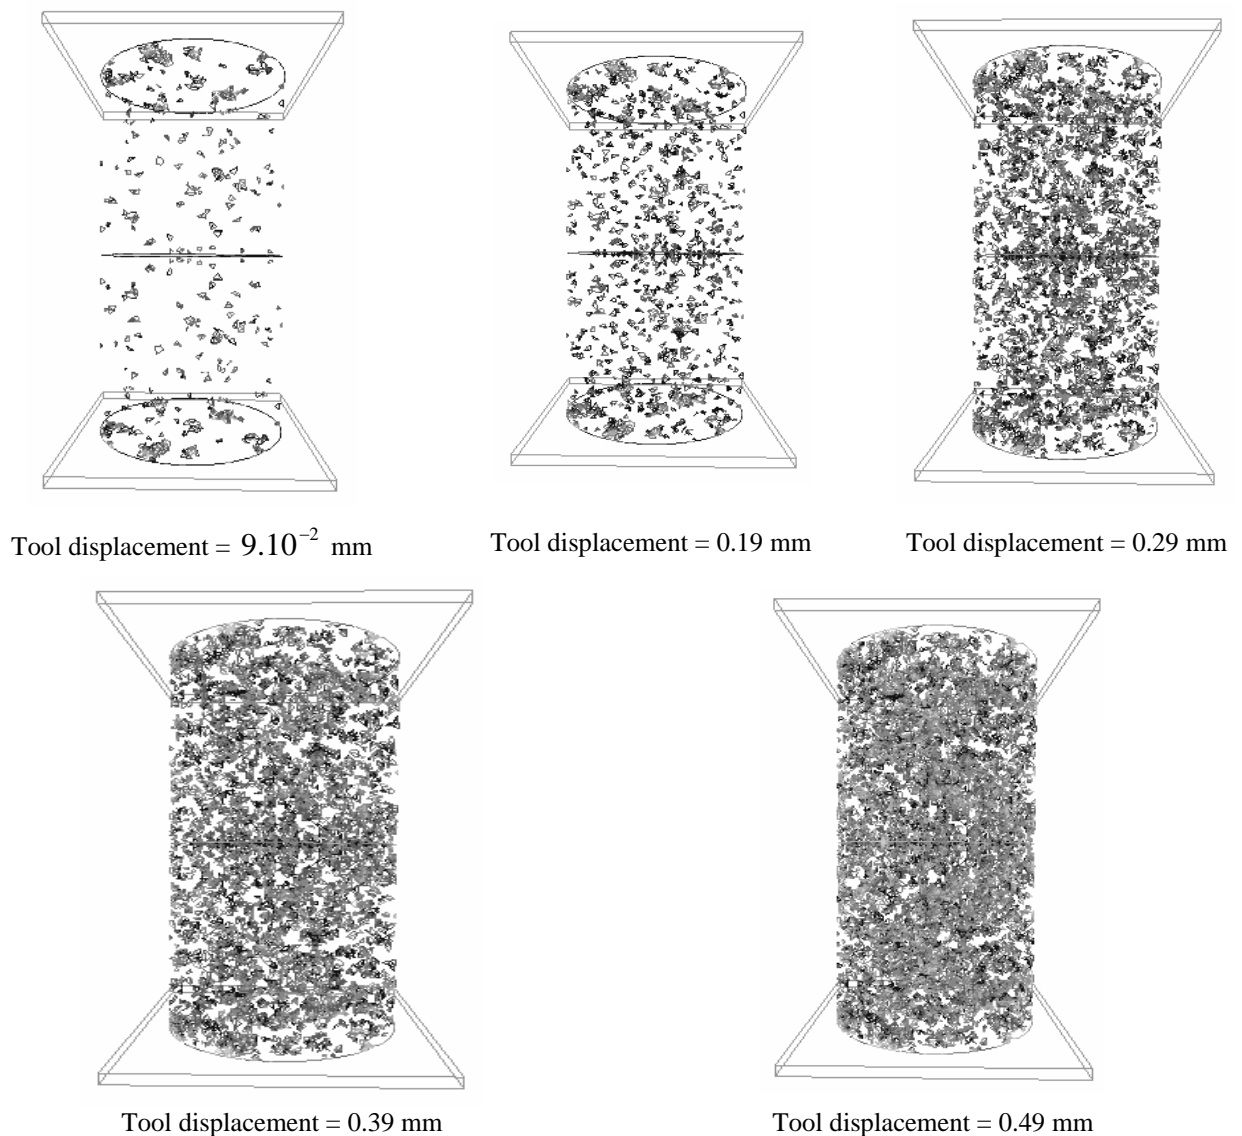 Tool displacement = 9.10⁻² mm
Tool displacement = 0.19 mm
Tool displacement = 0.29 mm
Tool displacement = 0.39 mm
Tool displacement = 0.49 mm